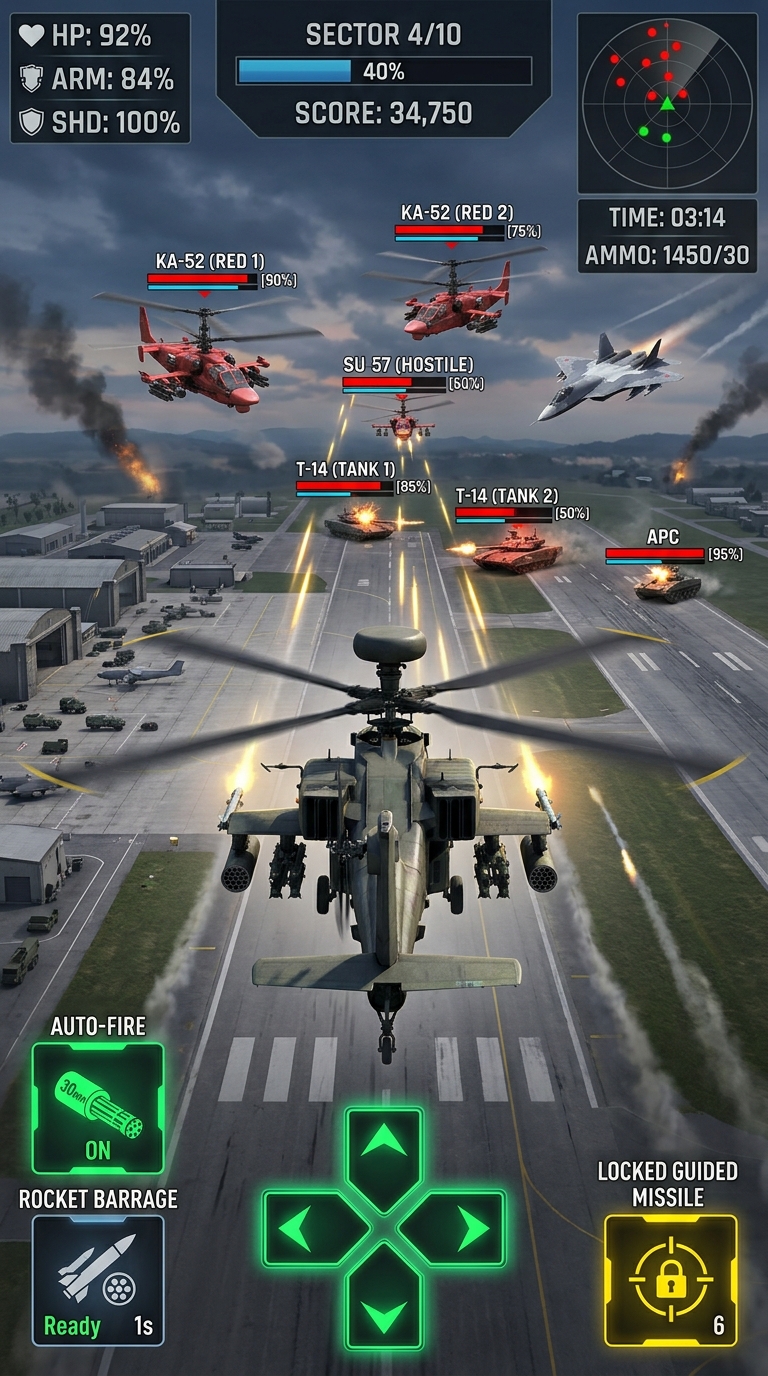 HP: 92%
ARM: 84%
SHD: 100%
SECTOR 4/10
40%
SCORE: 34,750
TIME: 03:14
AMMO: 1450/30
KA-52 (RED 2)
[75%]
KA-52 (RED 1)
[90%]
SU 57 (HOSTILE)
[60%]
T-14 (TANK 1)
[85%]
T-14 (TANK 2)
[50%]
APC
[95%]
AUTO-FIRE
30mm
ON
ROCKET BARRAGE
Ready 1s
LOCKED GUIDED
MISSILE
6